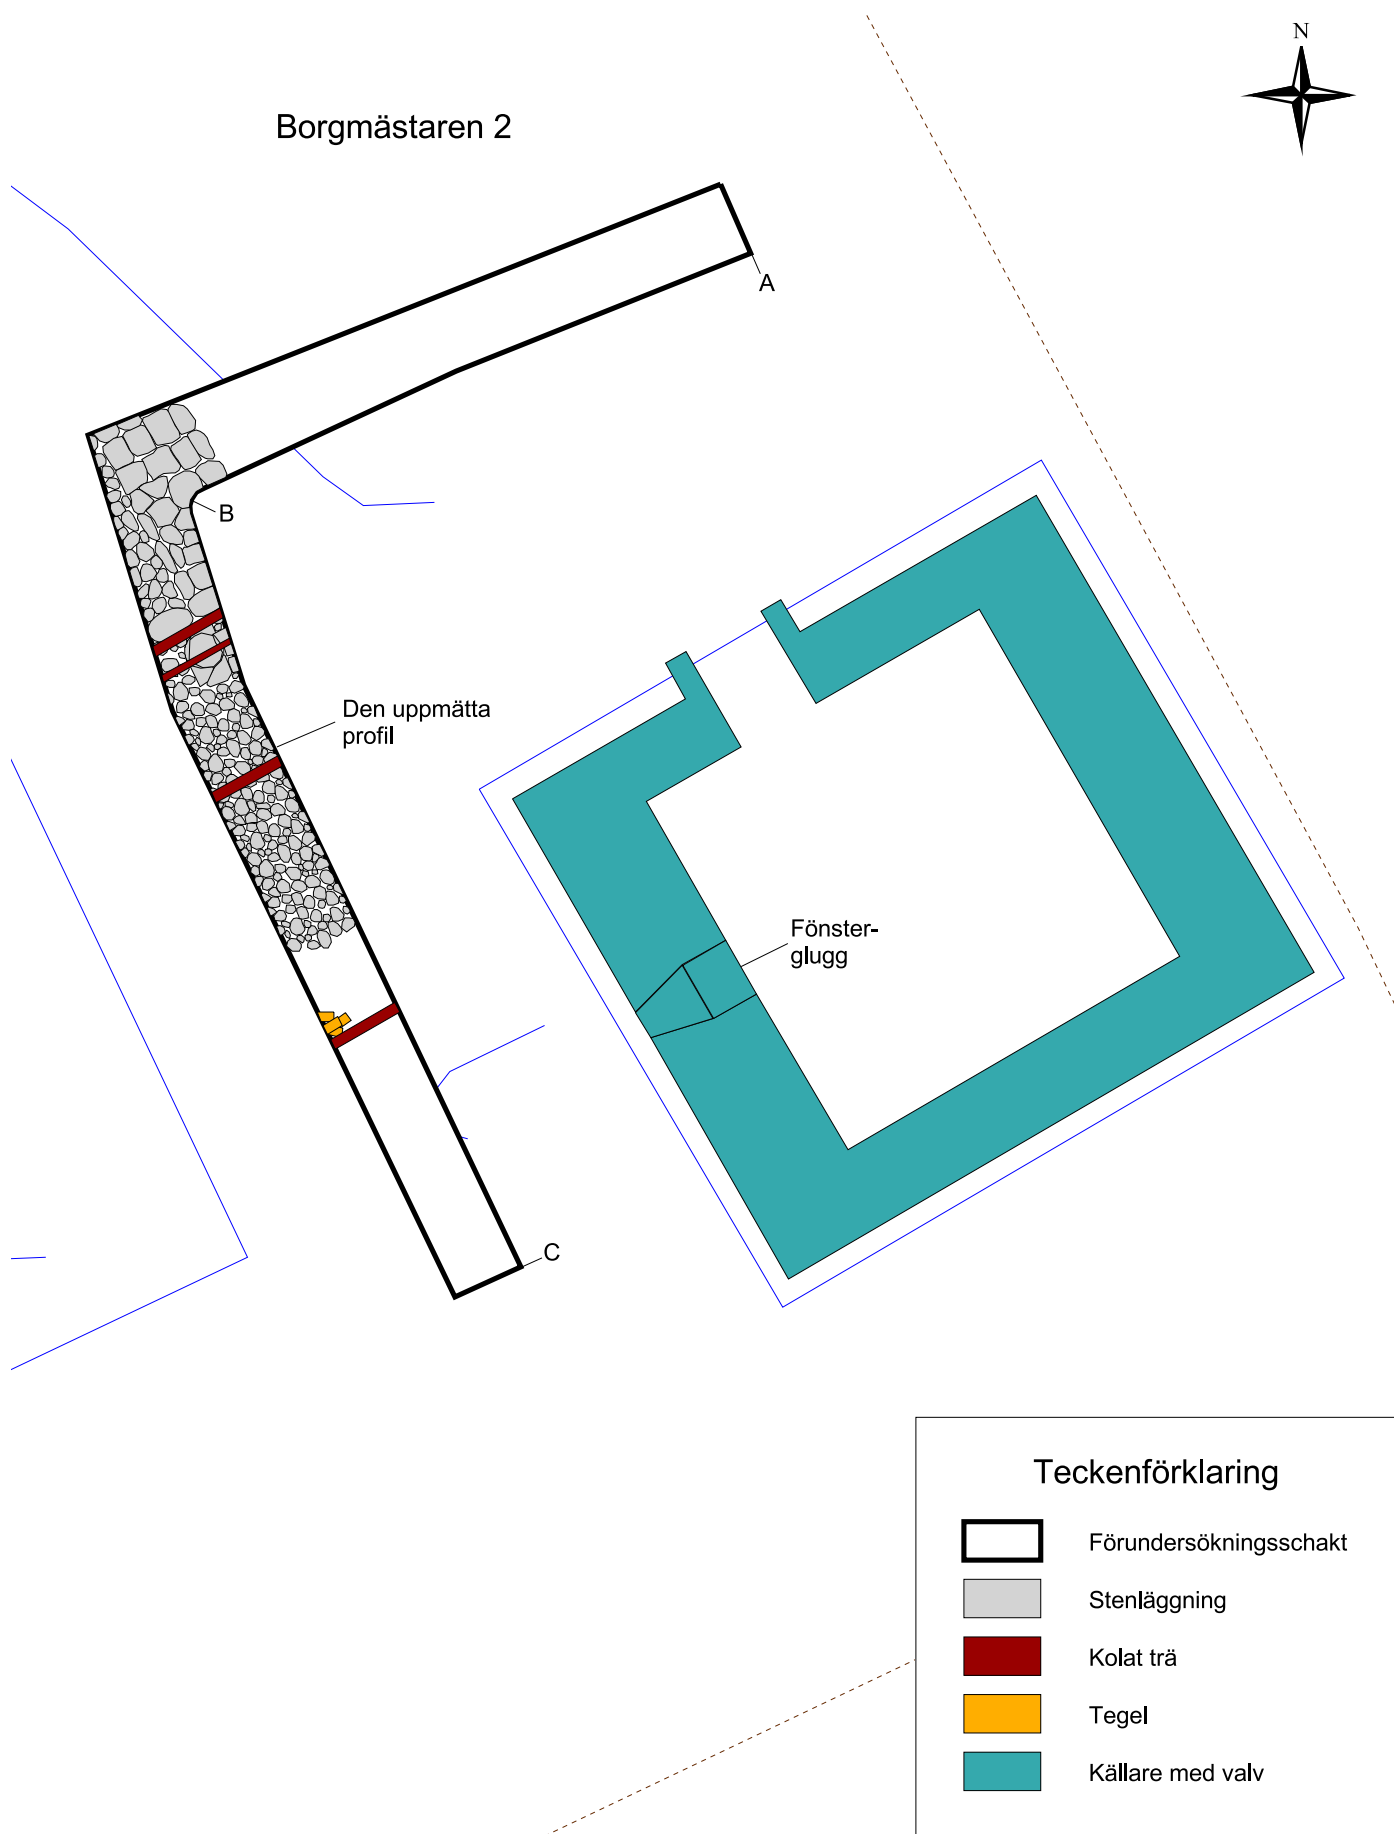 N
Borgmästaren 2
A
B
Den uppmätta
profil
Fönster-
glugg
C
Teckenförklaring
Förundersökningsschakt
Stenläggning
Kolat trä
Tegel
Källare med valv